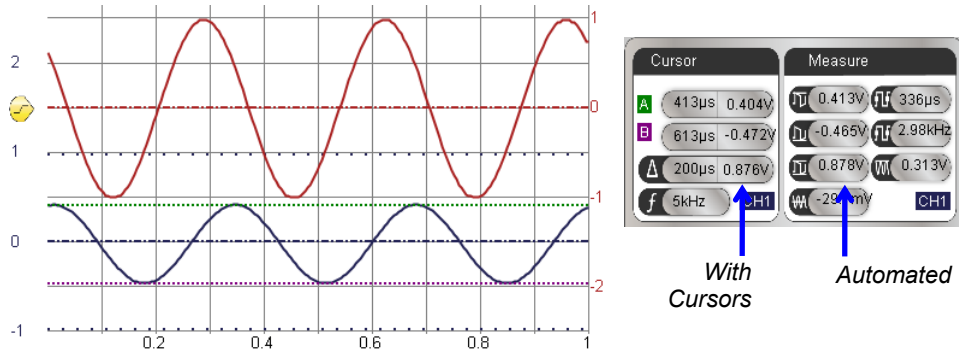 2
1
0
-1
1
0
-1
-2
0.2
0.4
0.6
0.8
1
Cursor
A 413µs 0.404V
B 613µs -0.472V
Δ 200µs 0.876V
f 5kHz CH1
Measure
0.413V 336µs
-0.465V 2.98kHz
0.878V 0.313V
CH1
With
Cursors
Automated